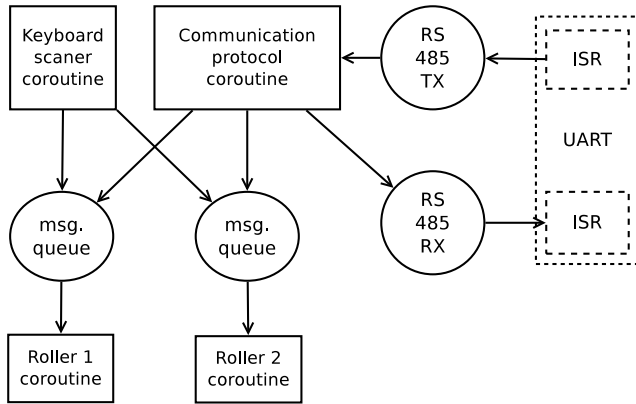 Keyboard
scaner
coroutine
Communication
protocol
coroutine
RS
485
TX
ISR
UART
msg.
queue
msg.
queue
RS
485
RX
ISR
Roller 1
coroutine
Roller 2
coroutine